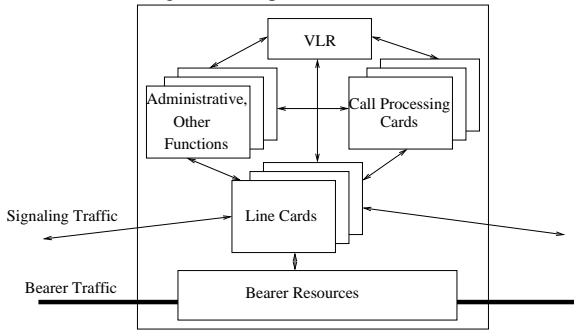 VLR
Administrative,
Other
Functions
Call Processing
Cards
Signaling Traffic
Line Cards
Bearer Traffic
Bearer Resources